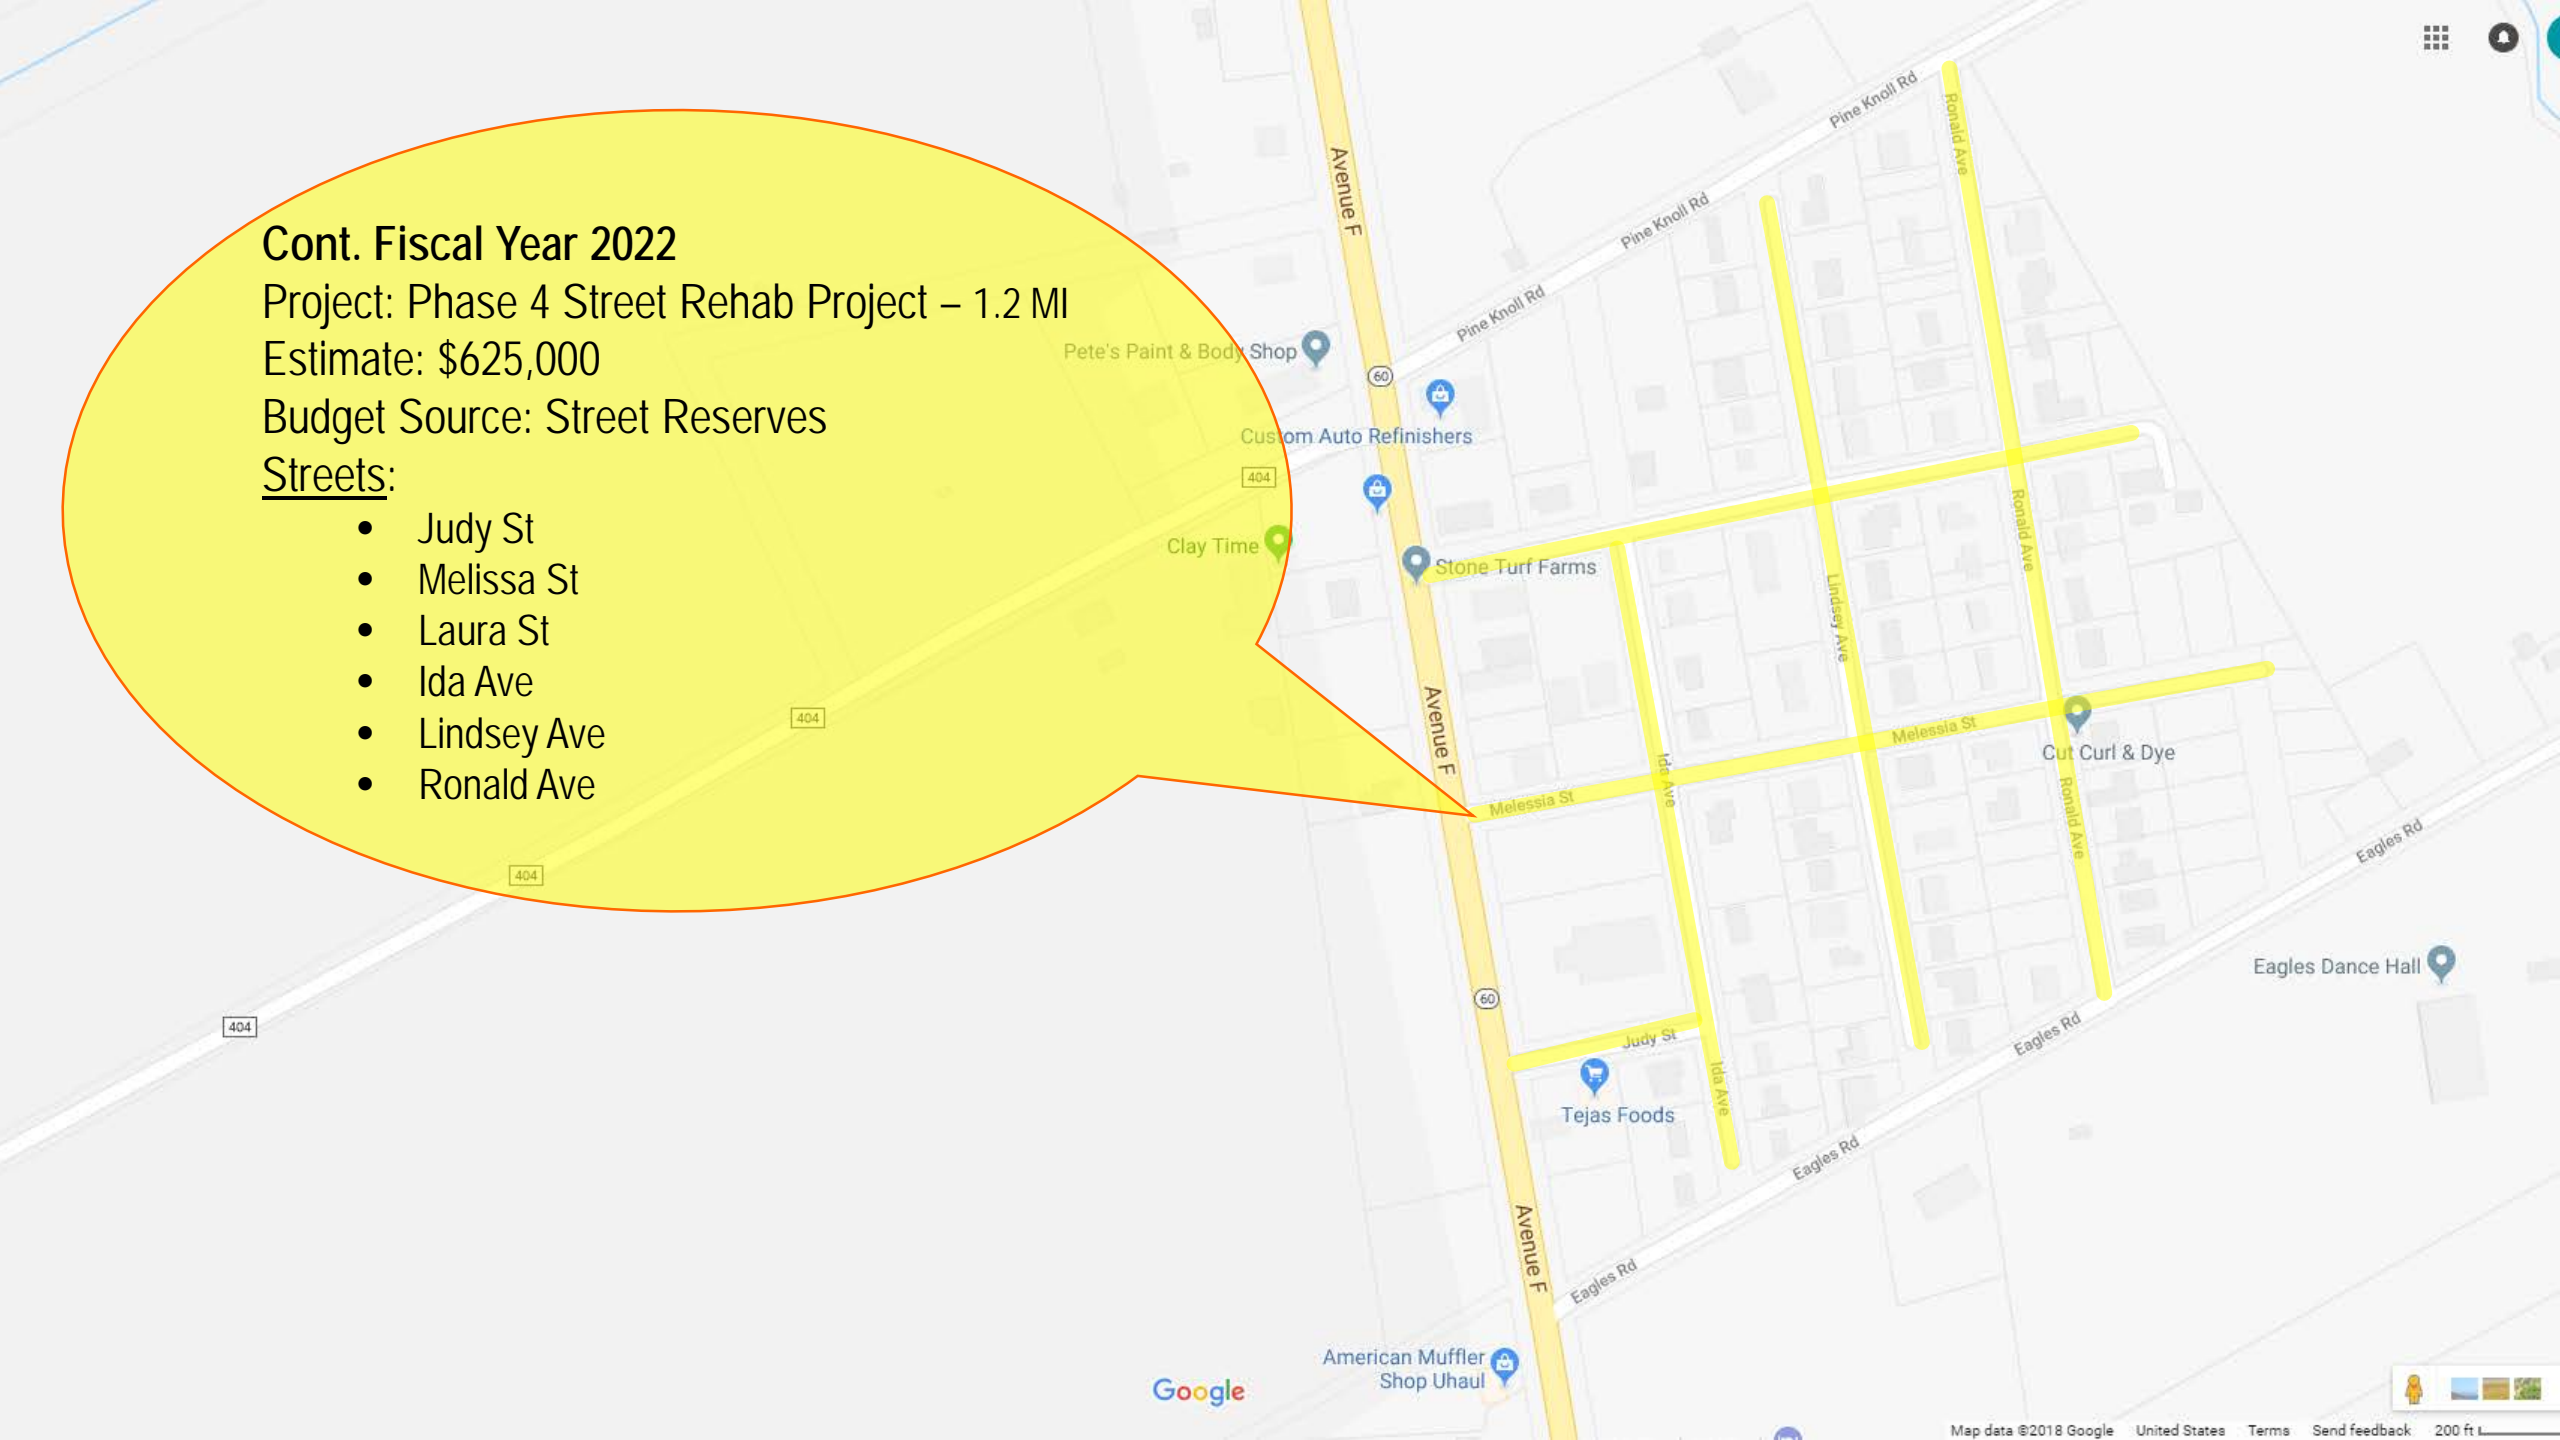 Cont. Fiscal Year 2022
Project: Phase 4 Street Rehab Project – 1.2 MI
Estimate: $625,000
Budget Source: Street Reserves
Streets:
• Judy St
• Melissa St
• Laura St
• Ida Ave
• Lindsey Ave
• Ronald Ave
Pine Knoll Rd
Ronald Ave
Avenue F
Pine Knoll Rd
Pine Knoll Rd
Pete's Paint & Body Shop
60
Custom Auto Refinishers
404
Clay Time
Stone Turf Farms
Ronald Ave
Lindsey Ave
Avenue F
404
Melessia St
Cut Curl & Dye
Ida Ave
Melessia St
Ronald Ave
Eagles Rd
404
Eagles Dance Hall
60
404
Judy St
Eagles Rd
Ida Ave
Tejas Foods
Eagles Rd
Avenue F
Eagles Rd
American Muffler
Shop Uhaul
Google
Map data ©2018 Google United States Terms Send feedback 200 ft